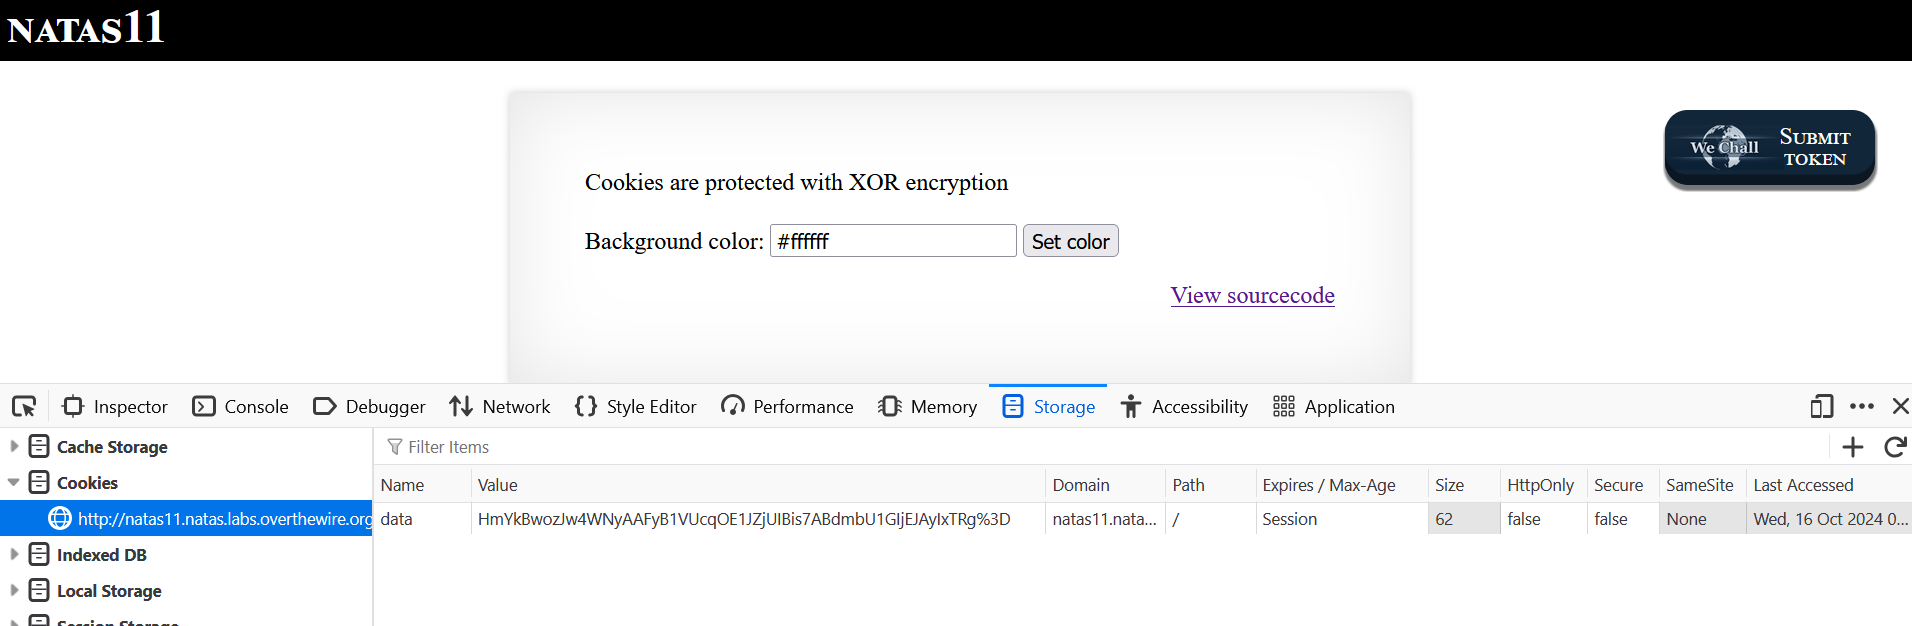 NATAS11
We Chall
SUBMIT
TOKEN
Cookies are protected with XOR encryption
Background color: #ffffff Set color
View sourcecode
Inspector Console Debugger Network Style Editor Performance Memory Storage Accessibility Application
Cache Storage
Filter Items
Cookies
Name Value Domain Path Expires / Max-Age Size HttpOnly Secure SameSite Last Accessed
http://natas11.natas.labs.overthewire.org
data HmYkBwozJw4WNyAAFyB1VUcqOE1JZjUIBis7ABdmbU1GIjEJAyIxTRg%3D natas11.nata... / Session 62 false false None Wed, 16 Oct 2024 0...
Indexed DB
Local Storage
Session Storage